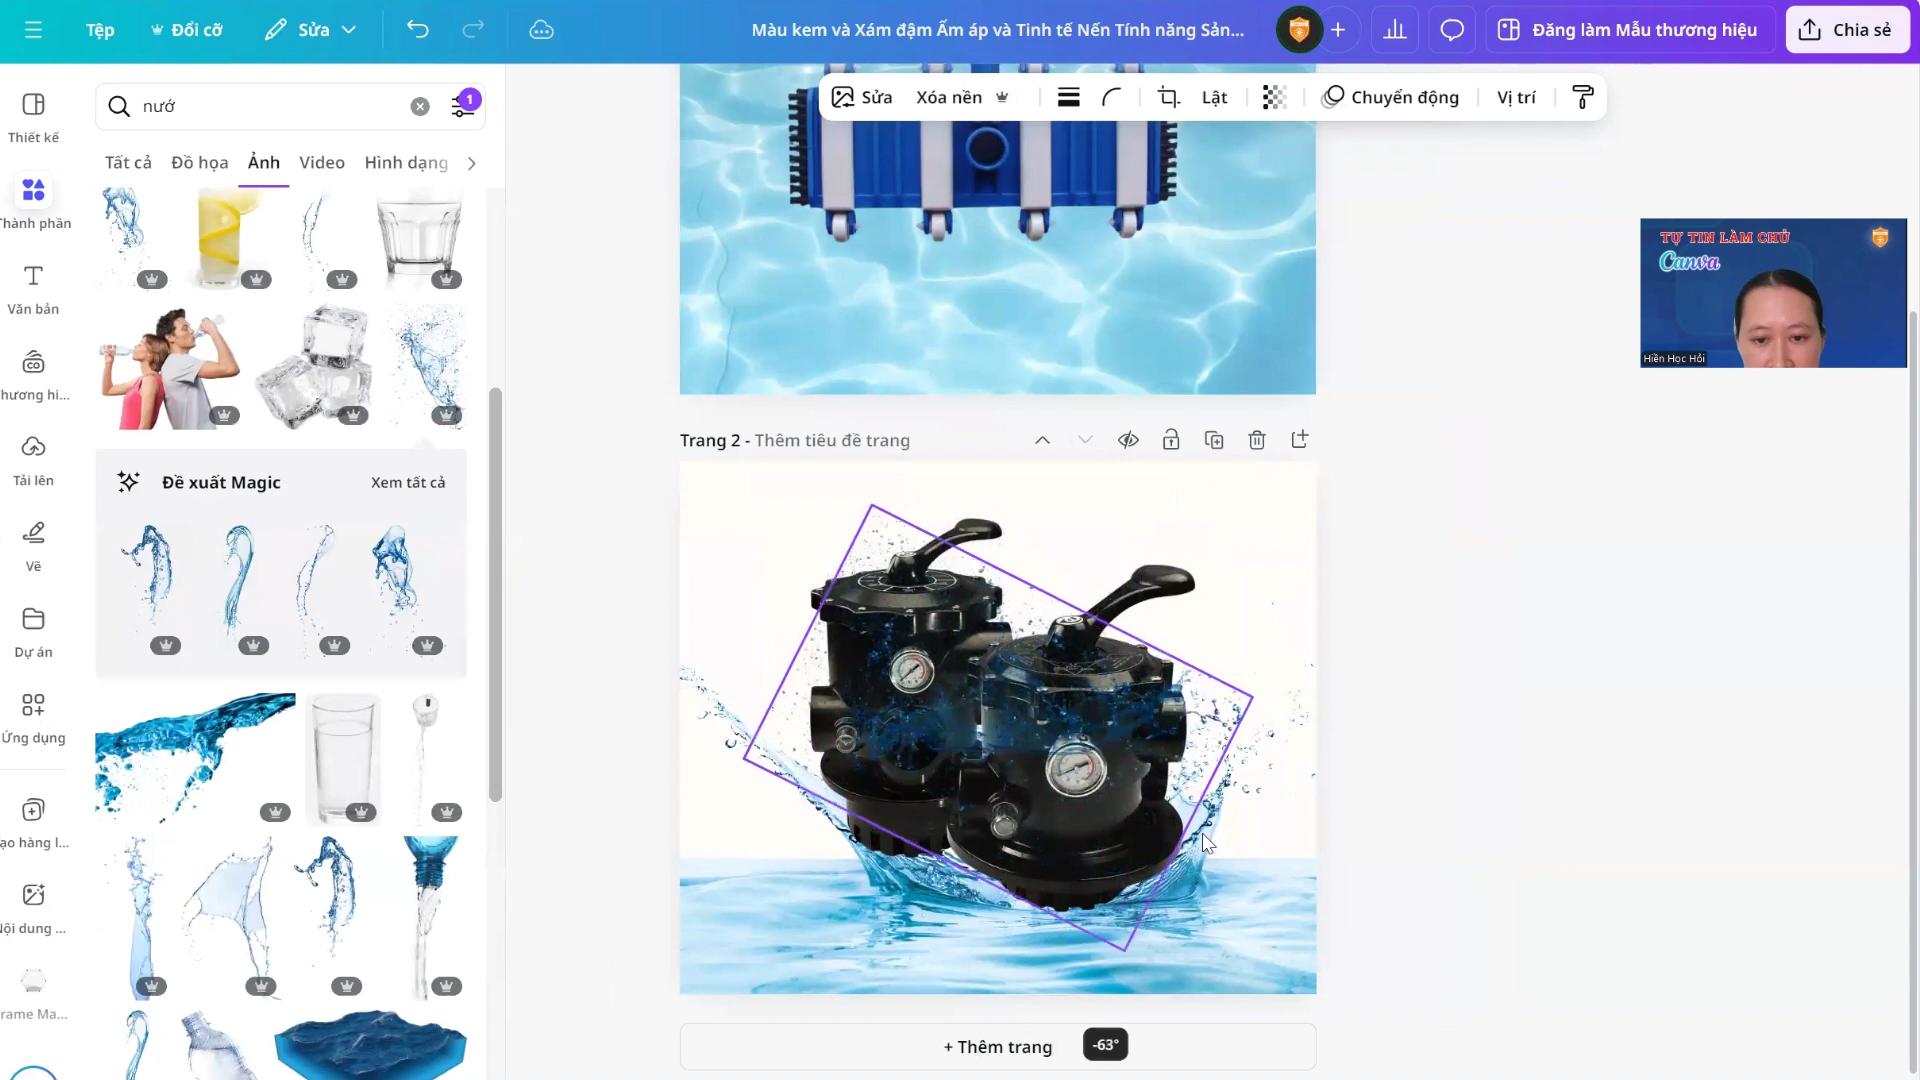 Tệp
Đổi cỡ
Sửa
Màu kem và Xám đậm Ấm áp và Tinh tế Nến Tính năng Sản...
Đăng làm Mẫu thương hiệu
Chia sẻ
Thiết kế
Thành phần
Văn bản
Thương hi...
Tải lên
Vẽ
Dự án
Ứng dụng
ạo hàng l...
Nội dung ...
rame Ma...
nướ
1
Tất cả
Đồ họa
Ảnh
Video
Hình dạng
Đề xuất Magic
Xem tất cả
Sửa
Xóa nền
Lật
Chuyển động
Vị trí
Trang 2 - Thêm tiêu đề trang
+ Thêm trang
-63°
TỰ TIN LÀM CHỦ
Canva
Hiền Học Hỏi